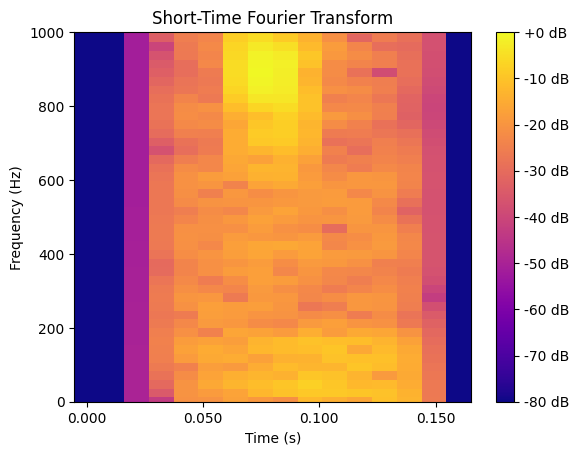 Short-Time Fourier Transform
1000
800
600
400
200
0
Frequency (Hz)
0.000
0.050
0.100
0.150
Time (s)
+0 dB
-10 dB
-20 dB
-30 dB
-40 dB
-50 dB
-60 dB
-70 dB
-80 dB